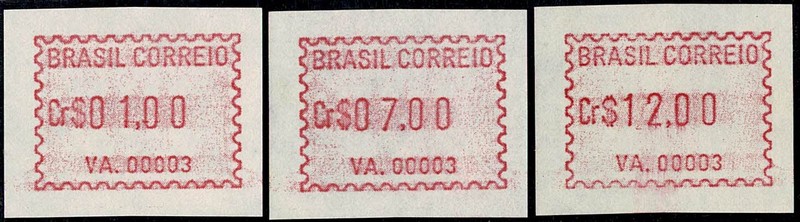 BRASIL CORREIO
Cr$01,00
VA. 00003
BRASIL CORREIO
Cr$07,00
VA. 00003
BRASIL CORREIO
Cr$12,00
VA. 00003